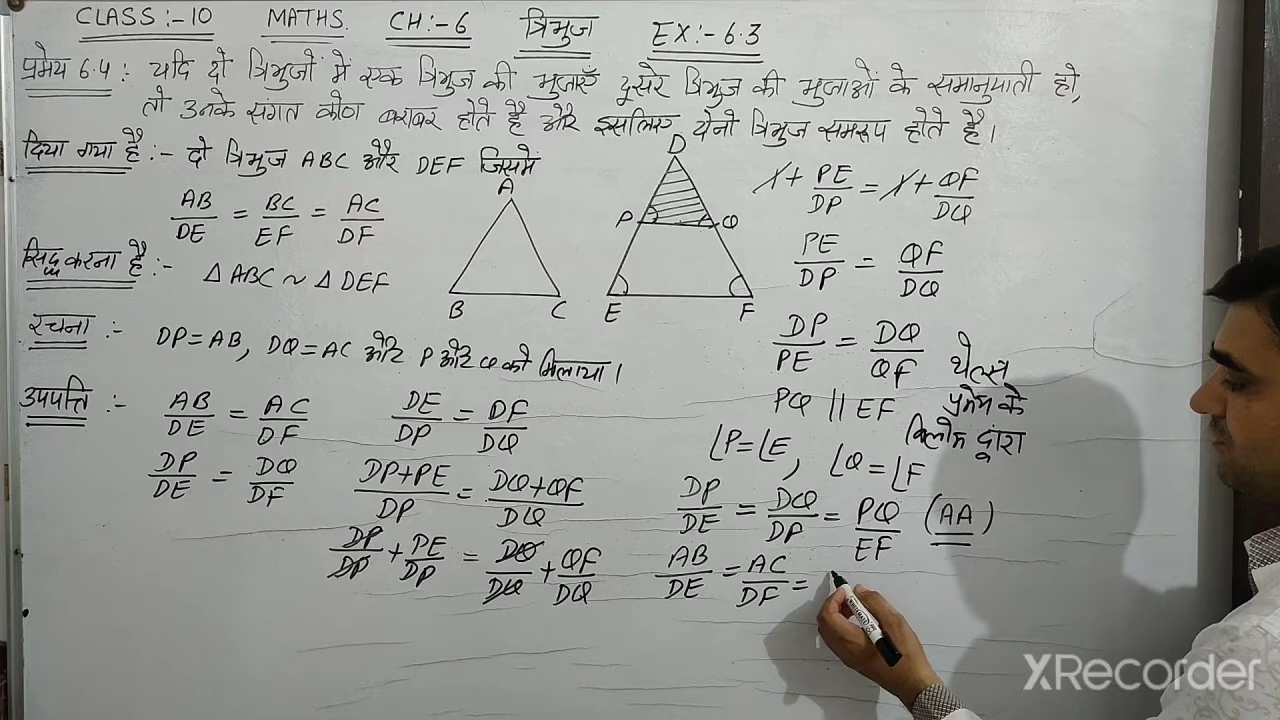 CLASS:-10 MATHS. CH:-6 त्रिभुज EX:-6.3
प्रमेय 6.4 :- यदि दो त्रिभुजों में एक त्रिभुज की भुजाएँ दूसरे त्रिभुज की भुजाओं के समानुपाती हो,
तो उनके संगत कोण बराबर होते हैं और इसलिए दोनो त्रिभुज समरूप होते है।
दिया गया है :- दो त्रिभुज ABC और DEF जिसमें
AB/DE = BC/EF = AC/DF
सिद्ध करना है :- △ABC ~ △DEF
A
B C
D
P Q
E F
रचना :- DP=AB, DQ=AC और P और Q को मिलाया।
उपपत्ति :- AB/DE = AC/DF
DP/DE = DQ/DF
DE/DP = DF/DQ
DP+PE/DP = DQ+QF/DQ
DP/DP + PE/DP = DQ/DQ + QF/DQ
1 + PE/DP = 1 + QF/DQ
PE/DP = QF/DQ
DP/PE = DQ/QF थेल्स
PQ || EF प्रमेय के
विलोम द्वारा
∠P=∠E, ∠Q=∠F
DP/DE = DQ/DP = PQ/EF (AA)
AB/DE = AC/DF =
WHITEMATE
XRecorder